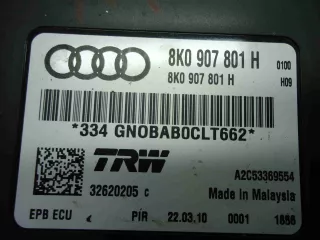 8K0 907 801 H 0100
8K0 907 801 H H09
*334 GNOBAB0CLT662*
TRW A2C53369554
32620205 C Made in Malaysia
EPB ECU PIR 22.03.10 0001 1656